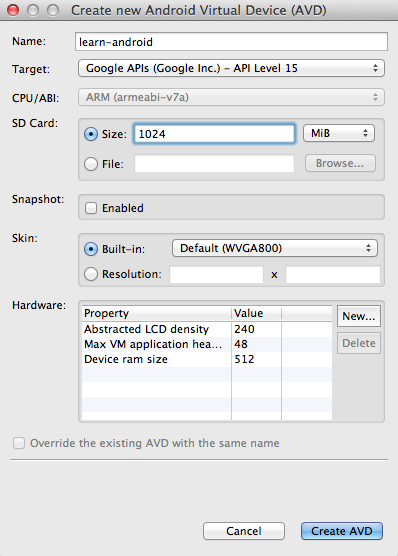 Create new Android Virtual Device (AVD)
Name: learn-android
Target: Google APIs (Google Inc.) – API Level 15
CPU/ABI: ARM (armeabi-v7a)
SD Card:
Size: 1024 MiB
File: Browse...
Snapshot:
Enabled
Skin:
Built-in: Default (WVGA800)
Resolution: x
Hardware:
Property Value New...
Abstracted LCD density 240
Max VM application hea... 48 Delete
Device ram size 512
Override the existing AVD with the same name
Cancel Create AVD